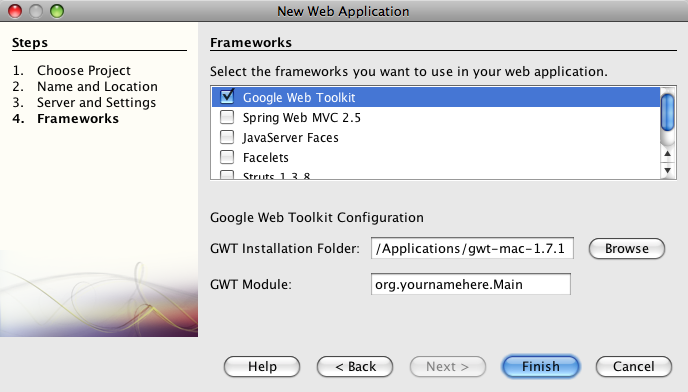 New Web Application
Steps
1. Choose Project
2. Name and Location
3. Server and Settings
4. Frameworks
Frameworks
Select the frameworks you want to use in your web application.
Google Web Toolkit
Spring Web MVC 2.5
JavaServer Faces
Facelets
Struts 1.3.8
Google Web Toolkit Configuration
GWT Installation Folder: /Applications/gwt-mac-1.7.1 Browse
GWT Module: org.yournamehere.Main
Help < Back Next > Finish Cancel